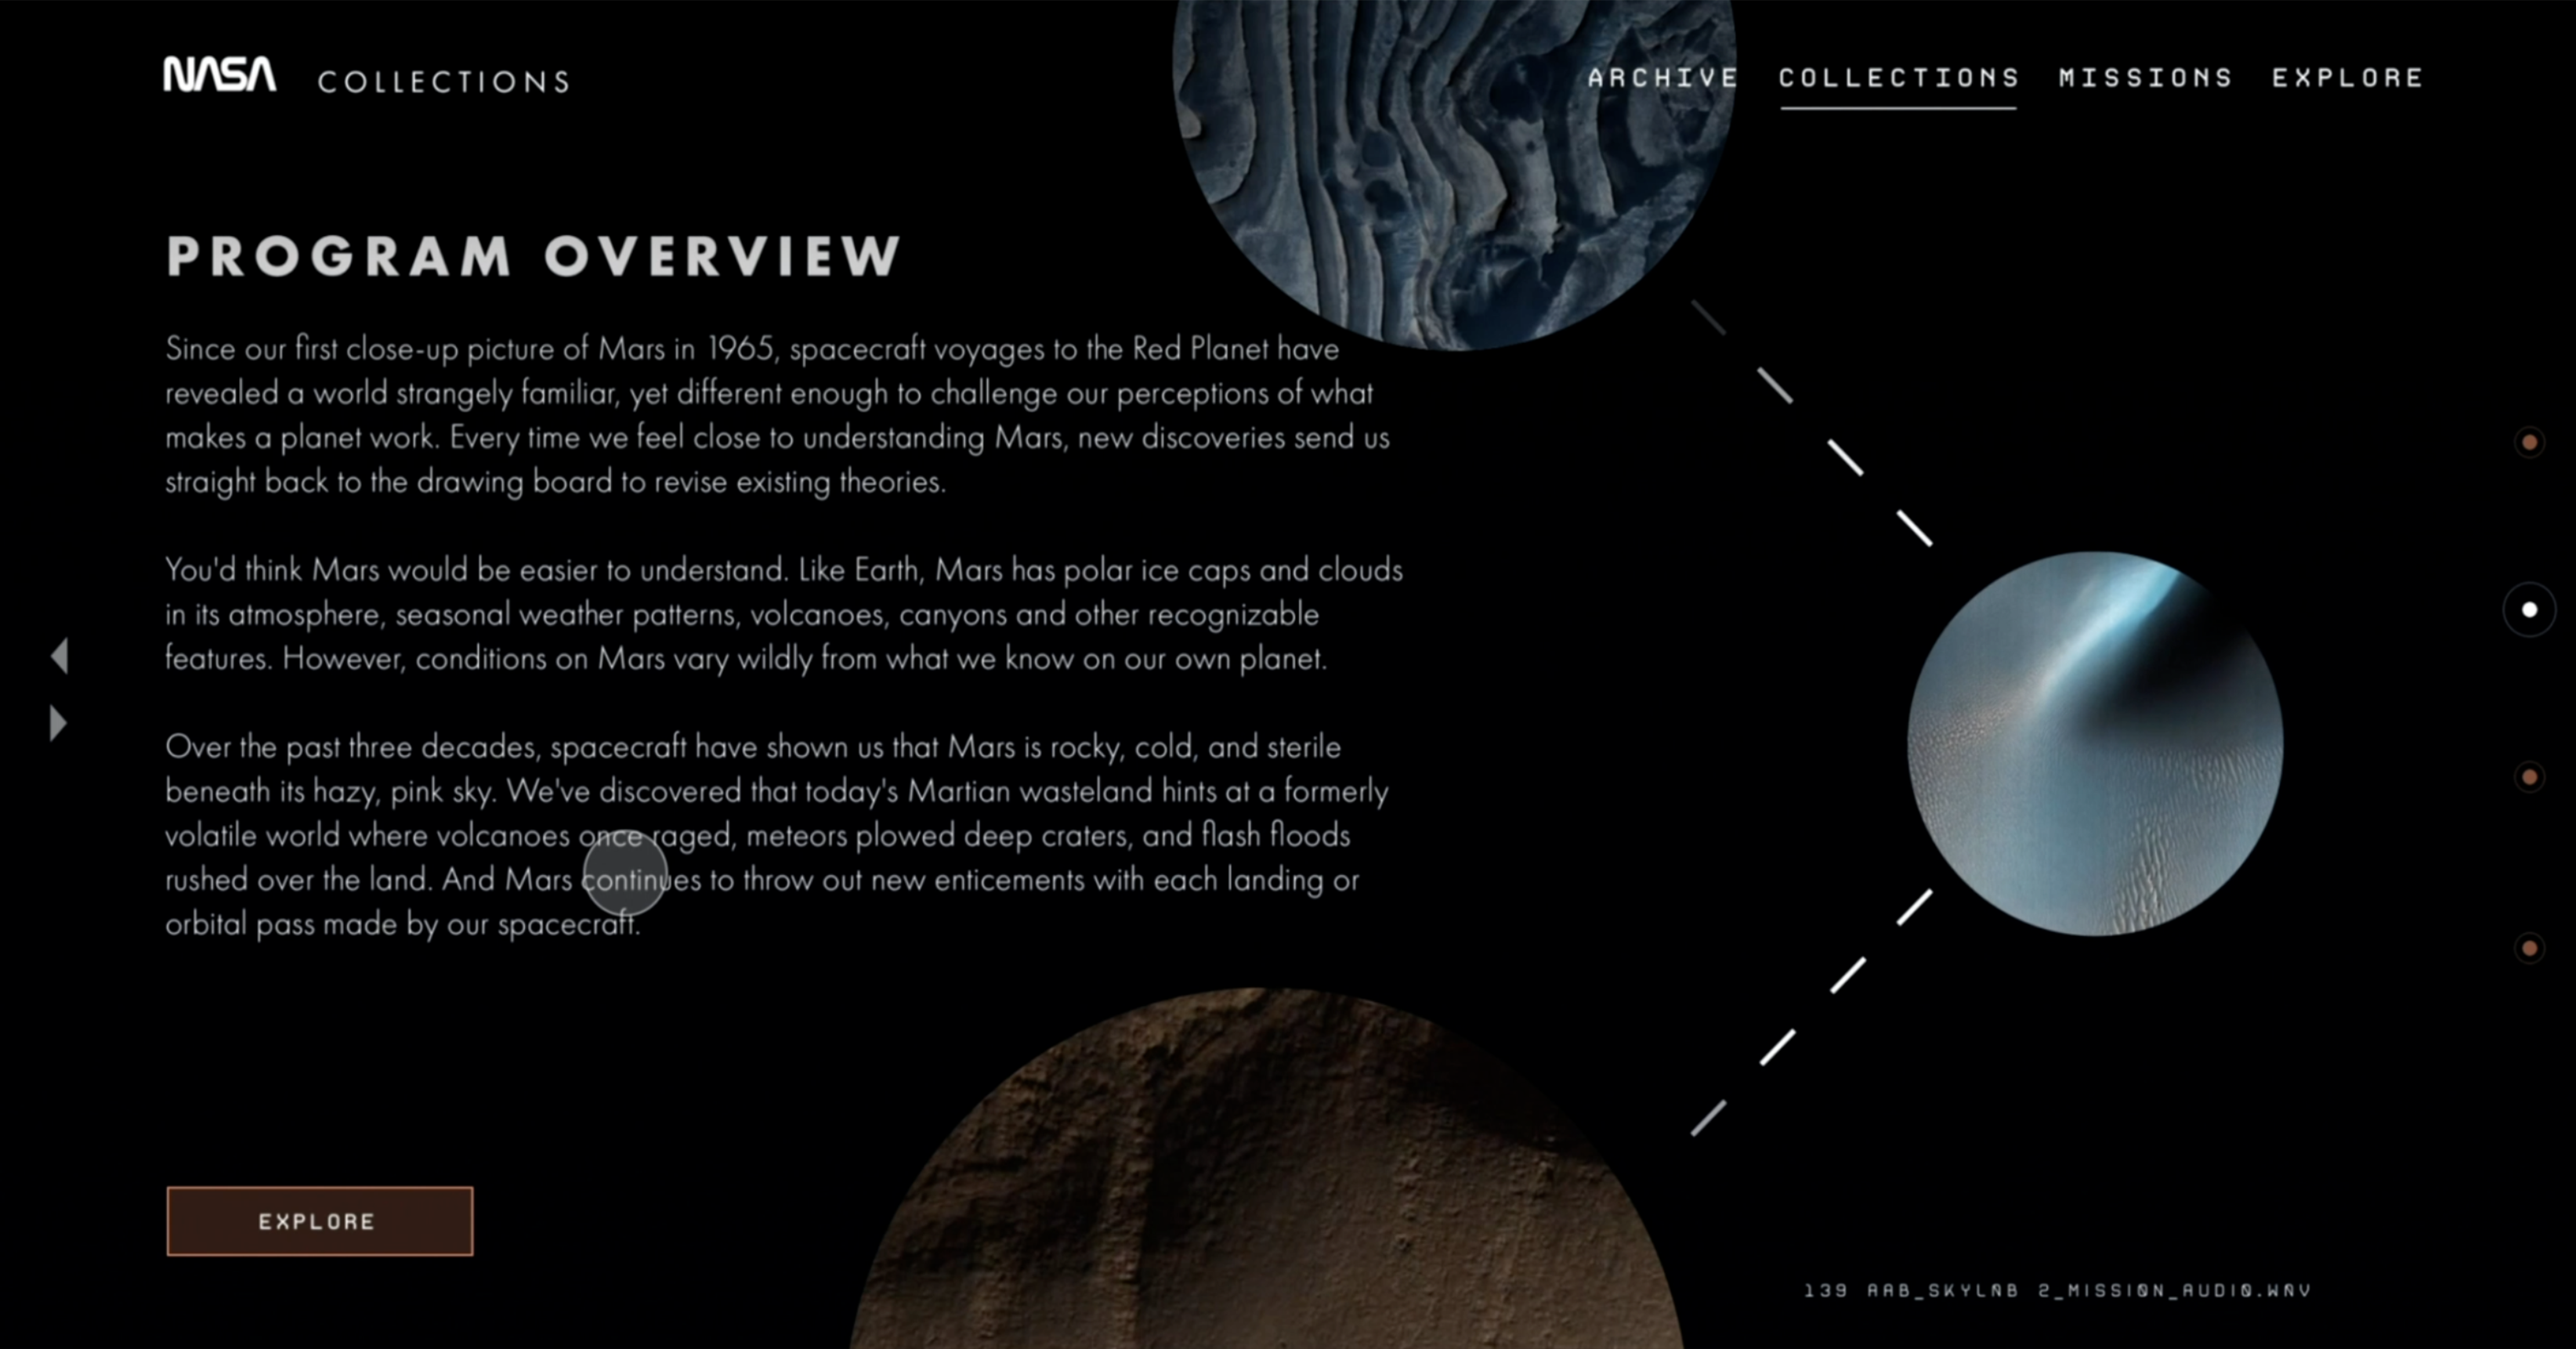 NASA COLLECTIONS
ARCHIVE COLLECTIONS MISSIONS EXPLORE
PROGRAM OVERVIEW
Since our first close-up picture of Mars in 1965, spacecraft voyages to the Red Planet have
revealed a world strangely familiar, yet different enough to challenge our perceptions of what
makes a planet work. Every time we feel close to understanding Mars, new discoveries send us
straight back to the drawing board to revise existing theories.
You'd think Mars would be easier to understand. Like Earth, Mars has polar ice caps and clouds
in its atmosphere, seasonal weather patterns, volcanoes, canyons and other recognizable
features. However, conditions on Mars vary wildly from what we know on our own planet.
Over the past three decades, spacecraft have shown us that Mars is rocky, cold, and sterile
beneath its hazy, pink sky. We've discovered that today's Martian wasteland hints at a formerly
volatile world where volcanoes once raged, meteors plowed deep craters, and flash floods
rushed over the land. And Mars continues to throw out new enticements with each landing or
orbital pass made by our spacecraft.
EXPLORE
139 AAB_SKYLAB 2_MISSION_AUDIO.WAV